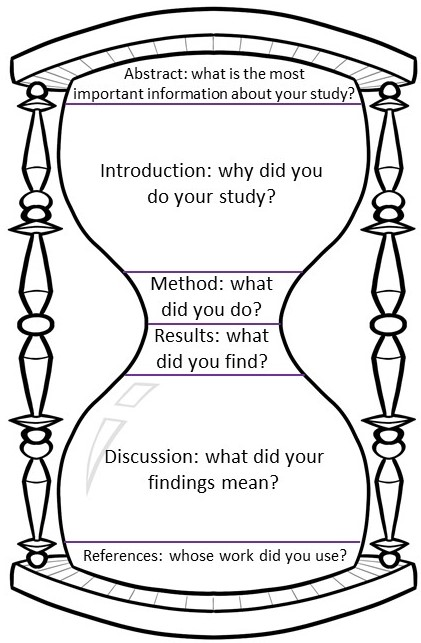 Abstract: what is the most
important information about your study?
Introduction: why did you
do your study?
Method: what
did you do?
Results: what
did you find?
Discussion: what did your
findings mean?
References: whose work did you use?